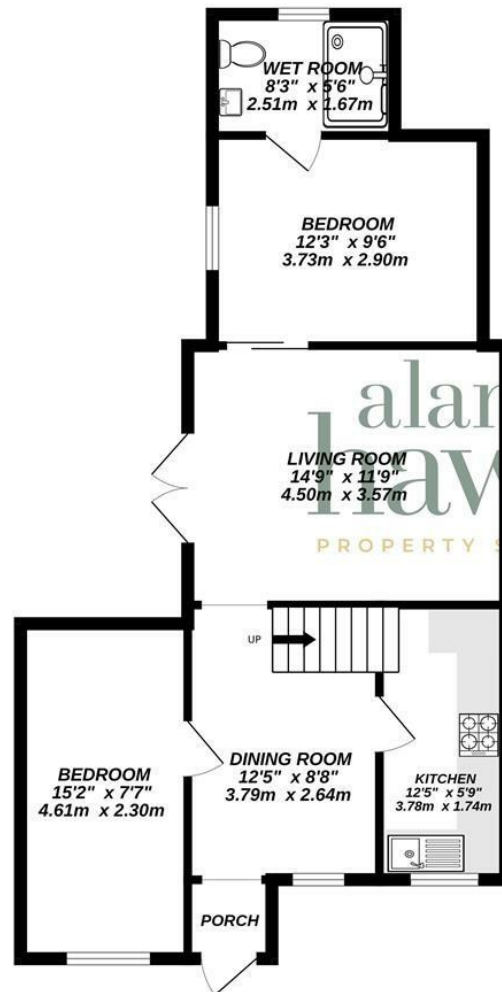 WET ROOM
8'3" x 5'6"
2.51m x 1.67m
BEDROOM
12'3" x 9'6"
3.73m x 2.90m
alan
haw
PROPERTY S
LIVING ROOM
14'9" x 11'9"
4.50m x 3.57m
UP
BEDROOM
15'2" x 7'7"
4.61m x 2.30m
DINING ROOM
12'5" x 8'8"
3.79m x 2.64m
KITCHEN
12'5" x 5'9"
3.78m x 1.74m
PORCH